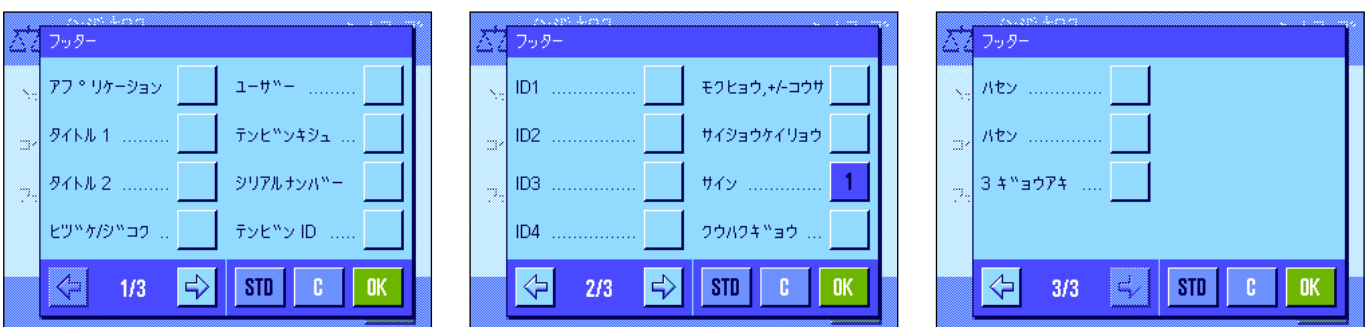 フッター
アプリケーション
ユーザー ........
タイトル 1 .........
テンビンキシュ ...
タイトル 2 .........
シリアルナンバー
ヒヅケ/ジコク ..
テンビン ID .....
1/3
STD
C
OK
フッター
ID1 ...............
モクヒョウ,+/-コウサ
ID2 ...............
サイショウケイリョウ
ID3 ...............
サイン ..............
1
ID4 ...............
クウハクギョウ ...
2/3
STD
C
OK
フッター
ハセン .............
ハセン .............
3 ギョウアキ ....
3/3
STD
C
OK